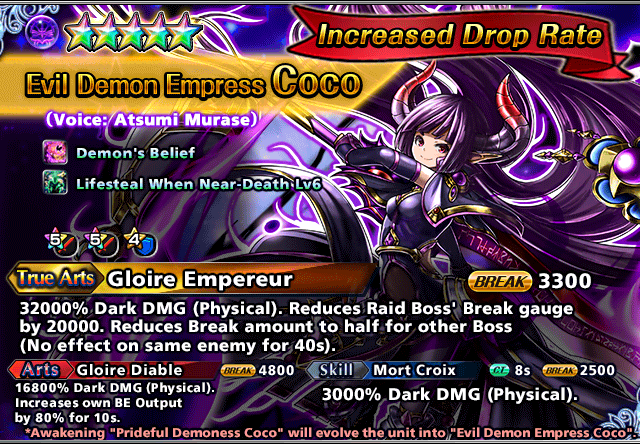 Increased Drop Rate
Evil Demon Empress Coco
(Voice: Atsumi Murase)
Demon's Belief
Lifesteal When Near-Death Lv6
5 5 4
True Arts Gloire Empereur BREAK 3300
32000% Dark DMG (Physical). Reduces Raid Boss' Break gauge
by 20000. Reduces Break amount to half for other Boss
(No effect on same enemy for 40s).
Arts Gloire Diable BREAK 4800
16800% Dark DMG (Physical).
Increases own BE Output
by 80% for 10s.
Skill Mort Croix C.T. 8s BREAK 2500
3000% Dark DMG (Physical).
*Awakening "Prideful Demoness Coco" will evolve the unit into "Evil Demon Empress Coco".